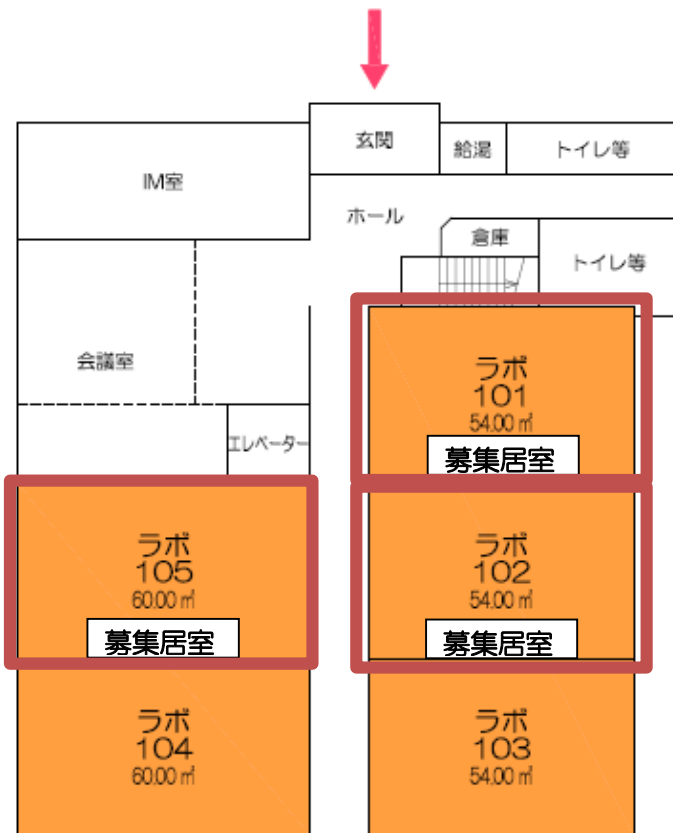 玄関
給湯
トイレ等
IM室
ホール
倉庫
トイレ等
会議室
エレベーター
ラボ
101
54.00㎡
募集居室
ラボ
105
60.00㎡
募集居室
ラボ
102
54.00㎡
募集居室
ラボ
104
60.00㎡
ラボ
103
54.00㎡